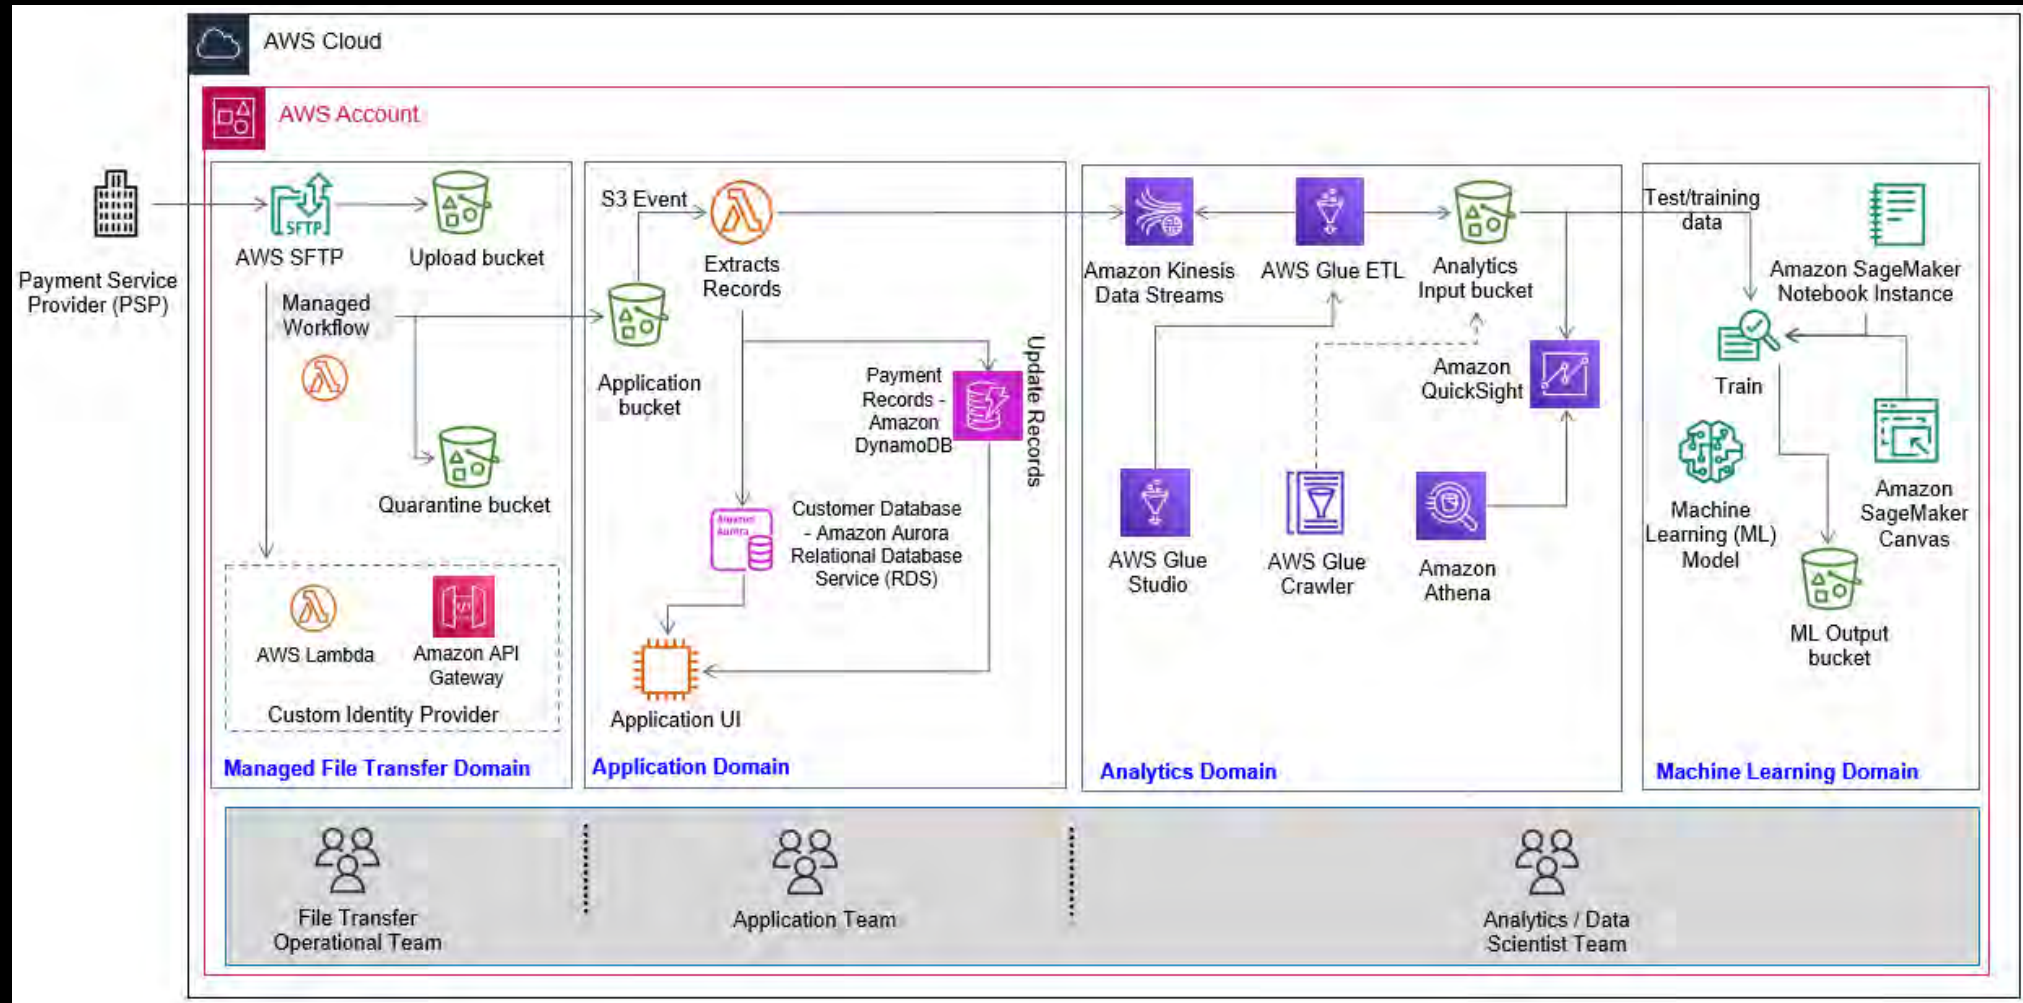 AWS Cloud
AWS Account
Payment Service
Provider (PSP)
SFTP
AWS SFTP
Upload bucket
Managed
Workflow
Quarantine bucket
AWS Lambda
Amazon API
Gateway
Custom Identity Provider
Managed File Transfer Domain
S3 Event
Extracts
Records
Application
bucket
Payment
Records -
Amazon
DynamoDB
Update Records
Amazon
Aurora
Customer Database
- Amazon Aurora
Relational Database
Service (RDS)
Application UI
Application Domain
Amazon Kinesis
Data Streams
AWS Glue ETL
Analytics
Input bucket
Amazon
QuickSight
AWS Glue
Studio
AWS Glue
Crawler
Amazon
Athena
Analytics Domain
Test/training
data
Amazon SageMaker
Notebook Instance
Train
Machine
Learning (ML)
Model
Amazon
SageMaker
Canvas
ML Output
bucket
Machine Learning Domain
File Transfer
Operational Team
Application Team
Analytics / Data
Scientist Team